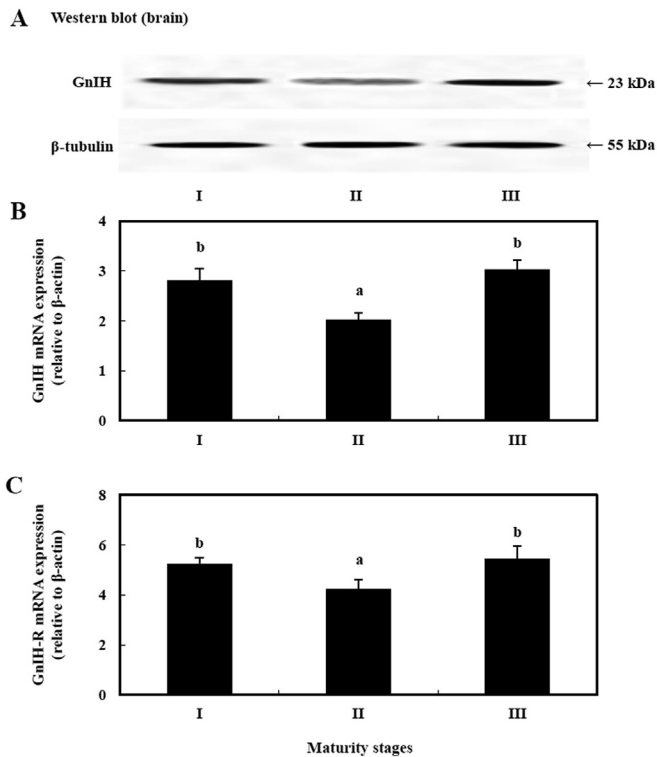 A Western blot (brain)
GnIH ← 23 kDa
β-tubulin ← 55 kDa
I II III
B
GnIH mRNA expression
(relative to β-actin)
4
3
2
1
0
b a b
I II III
C
GnIH-R mRNA expression
(relative to β-actin)
8
6
4
2
0
b a b
I II III
Maturity stages